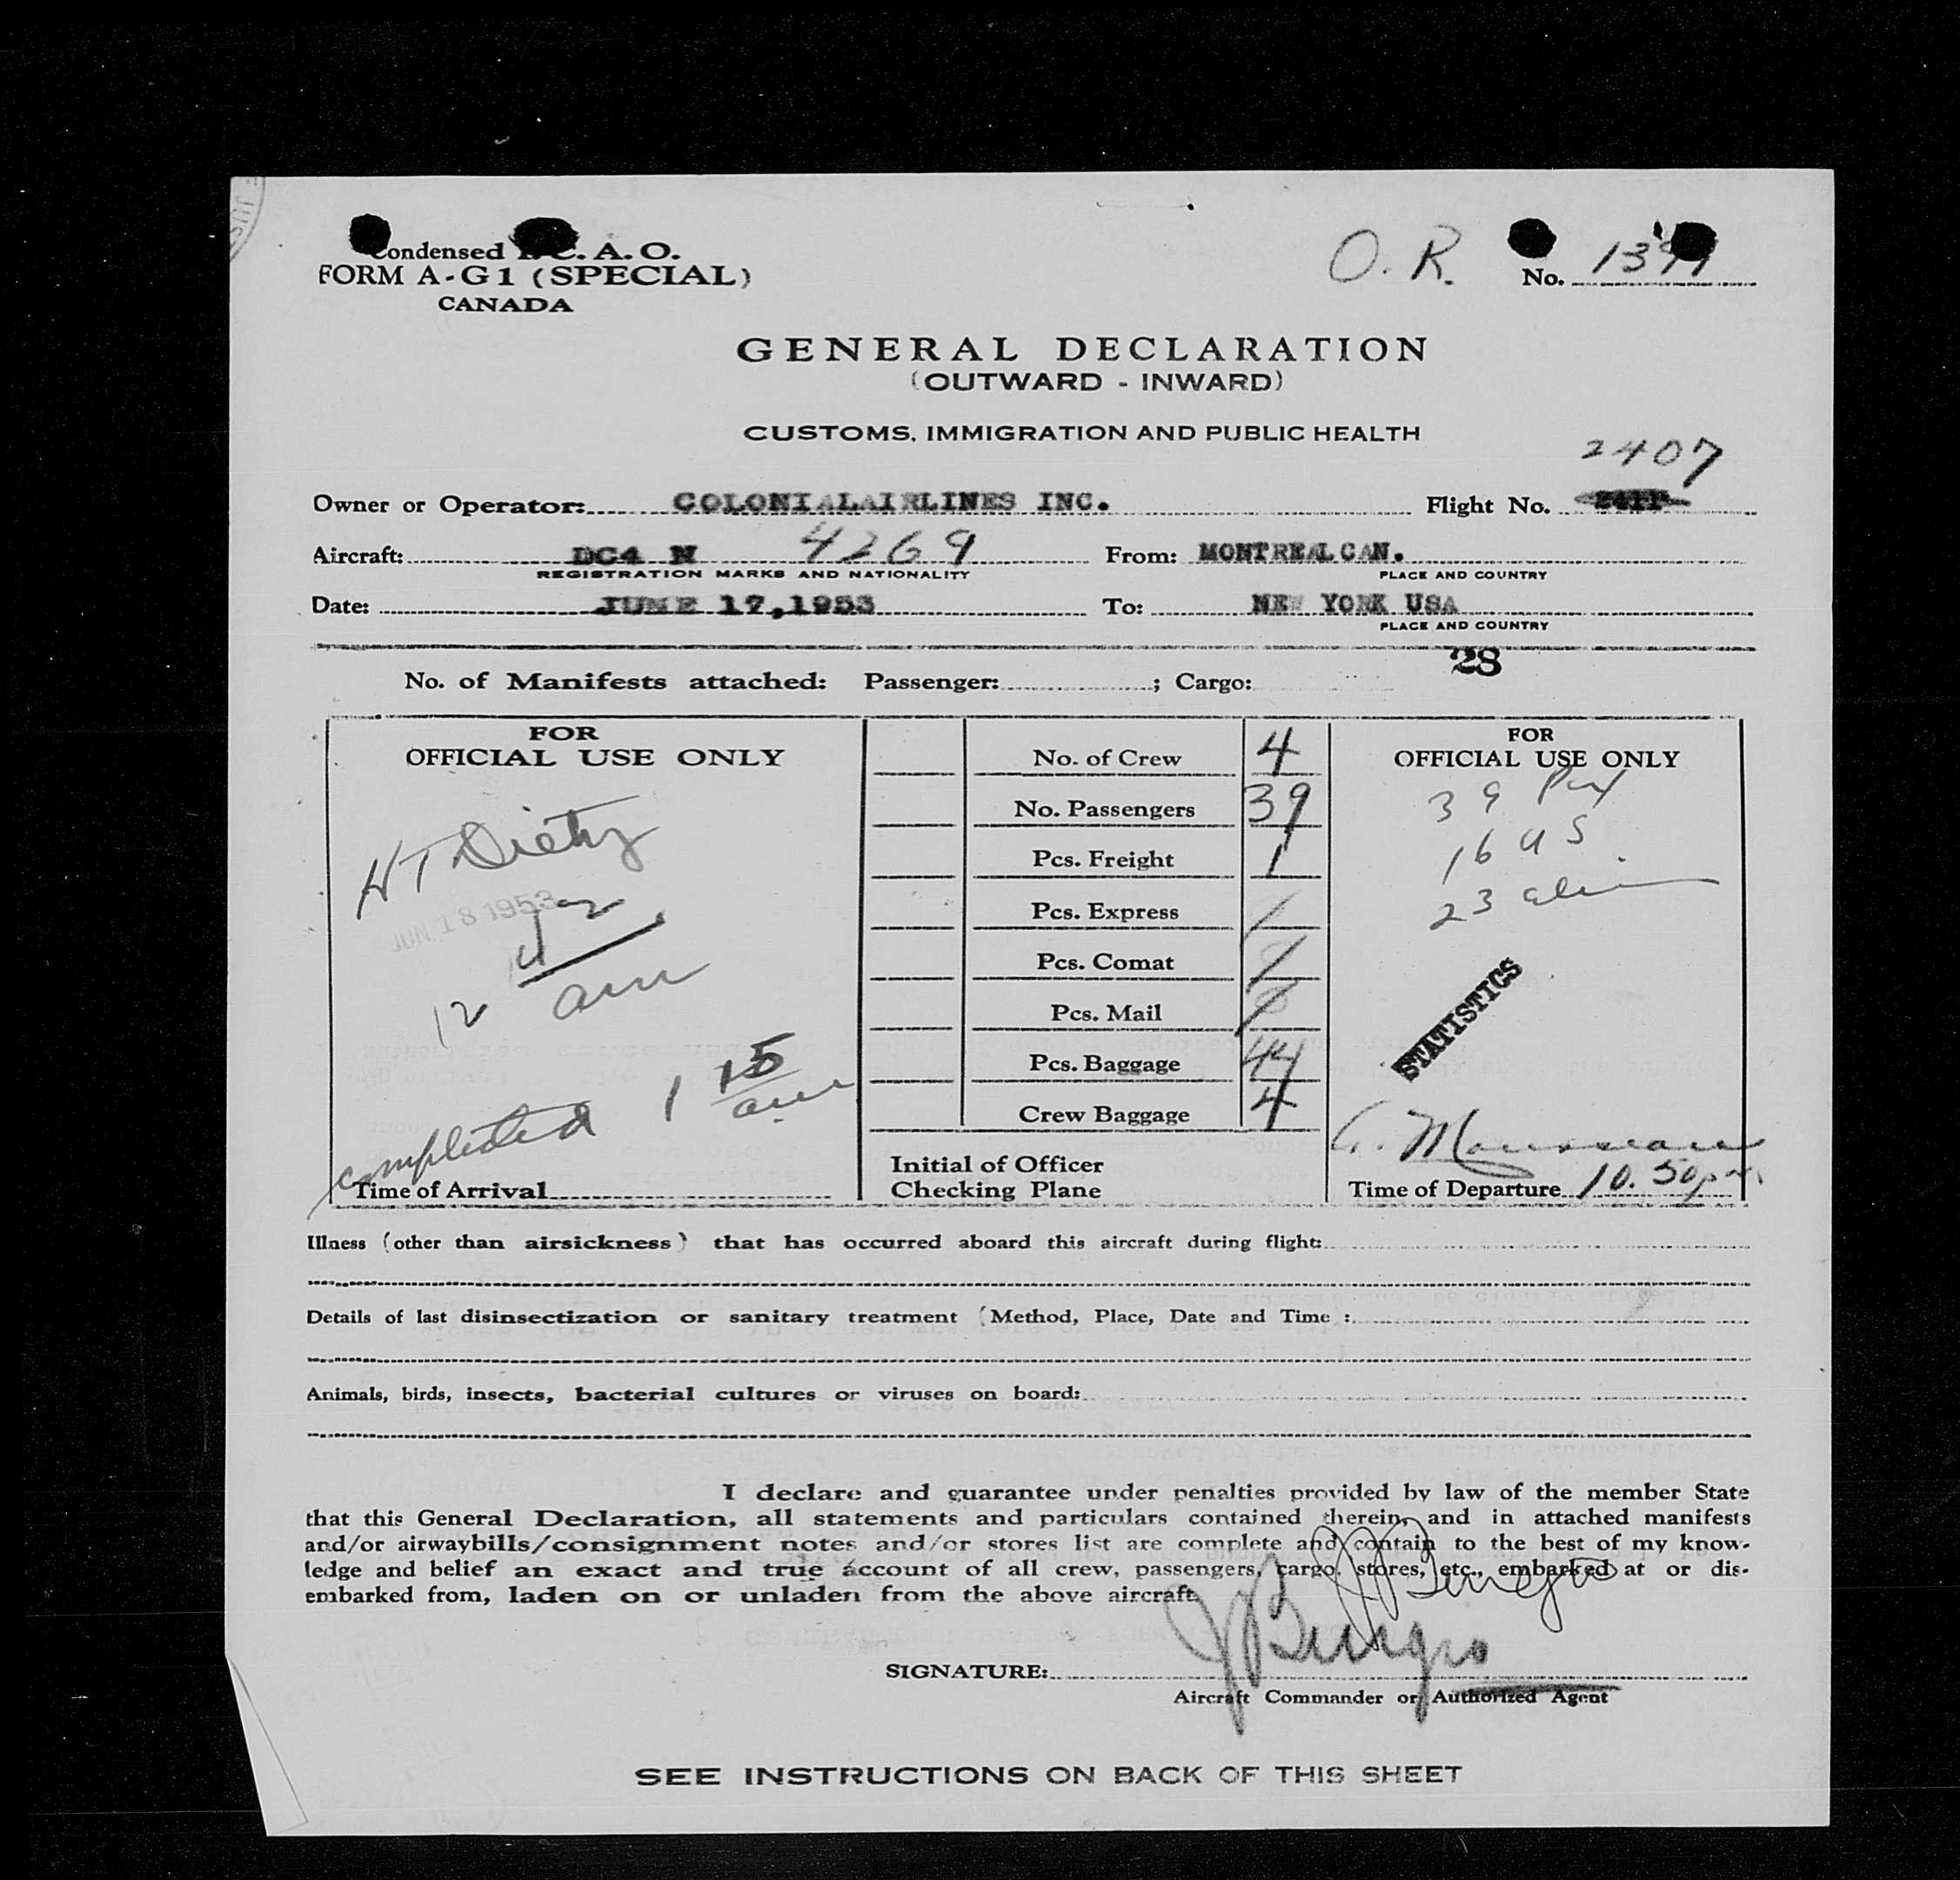 Condensed I.C.A.O.
FORM A-G1 (SPECIAL)
CANADA
O.R.
No.
GENERAL DECLARATION
(OUTWARD - INWARD)
CUSTOMS, IMMIGRATION AND PUBLIC HEALTH
2407
Owner or Operator: COLONIALAIRLINES INC. Flight No.
Aircraft: DC4 N 4269 From: MONTREAL CAN.
REGISTRATION MARKS AND NATIONALITY PLACE AND COUNTRY
Date: JUNE 17,1953 To: NEW YORK USA
PLACE AND COUNTRY
28
No. of Manifests attached: Passenger: ; Cargo:
FOR
OFFICIAL USE ONLY
HT Dietz
JUN 18 1953
12 am
completed 1 15 am
Time of Arrival
No. of Crew 4
No. Passengers 39
Pcs. Freight 1
Pcs. Express
Pcs. Comat
Pcs. Mail
Pcs. Baggage 44
Crew Baggage 4
Initial of Officer
Checking Plane
FOR
OFFICIAL USE ONLY
39 Pax
16 US
23 alien
STATISTICS
Time of Departure 10.50pm
Illness (other than airsickness) that has occurred aboard this aircraft during flight:
Details of last disinsectization or sanitary treatment (Method, Place, Date and Time :
Animals, birds, insects, bacterial cultures or viruses on board:
I declare and guarantee under penalties provided by law of the member State
that this General Declaration, all statements and particulars contained therein, and in attached manifests
and/or airwaybills/consignment notes and/or stores list are complete and contain to the best of my know-
ledge and belief an exact and true account of all crew, passengers, cargo, stores, etc., embarked at or dis-
embarked from, laden on or unladen from the above aircraft.
SIGNATURE:
Aircraft Commander or Authorized Agent
SEE INSTRUCTIONS ON BACK OF THIS SHEET